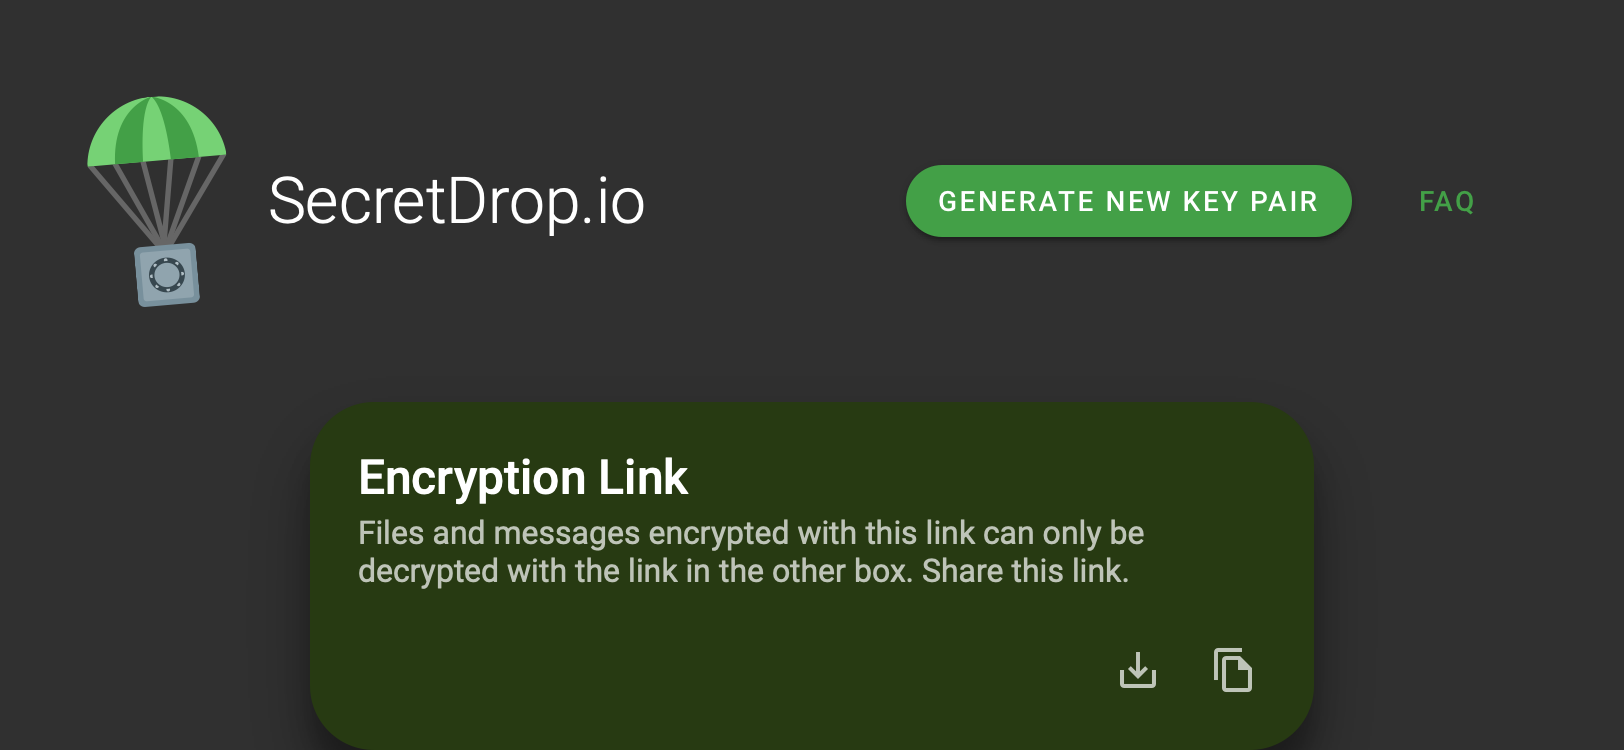 SecretDrop.io
GENERATE NEW KEY PAIR
FAQ
Encryption Link
Files and messages encrypted with this link can only be
decrypted with the link in the other box. Share this link.